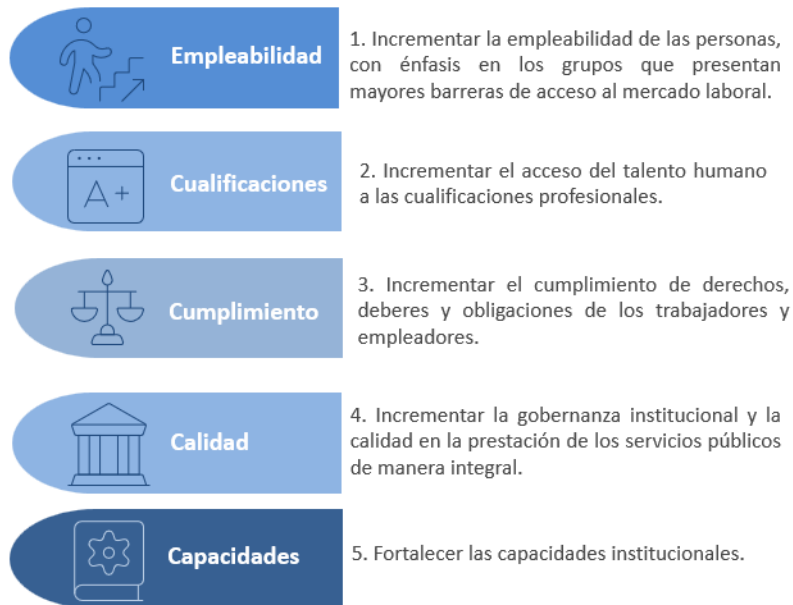 Empleabilidad
1. Incrementar la empleabilidad de las personas,
con énfasis en los grupos que presentan
mayores barreras de acceso al mercado laboral.
A+
Cualificaciones
2. Incrementar el acceso del talento humano
a las cualificaciones profesionales.
Cumplimiento
3. Incrementar el cumplimiento de derechos,
deberes y obligaciones de los trabajadores y
empleadores.
Calidad
4. Incrementar la gobernanza institucional y la
calidad en la prestación de los servicios públicos
de manera integral.
Capacidades
5. Fortalecer las capacidades institucionales.